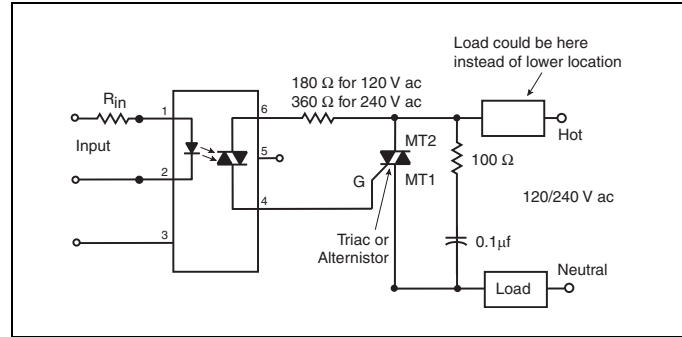 Load could be here
instead of lower location
180 Ω for 120 V ac
360 Ω for 240 V ac
Rin
1
6
Hot
Input
MT2
100 Ω
5
2
G
MT1
4
120/240 V ac
3
Triac or
Alternistor
0.1μf
Neutral
Load